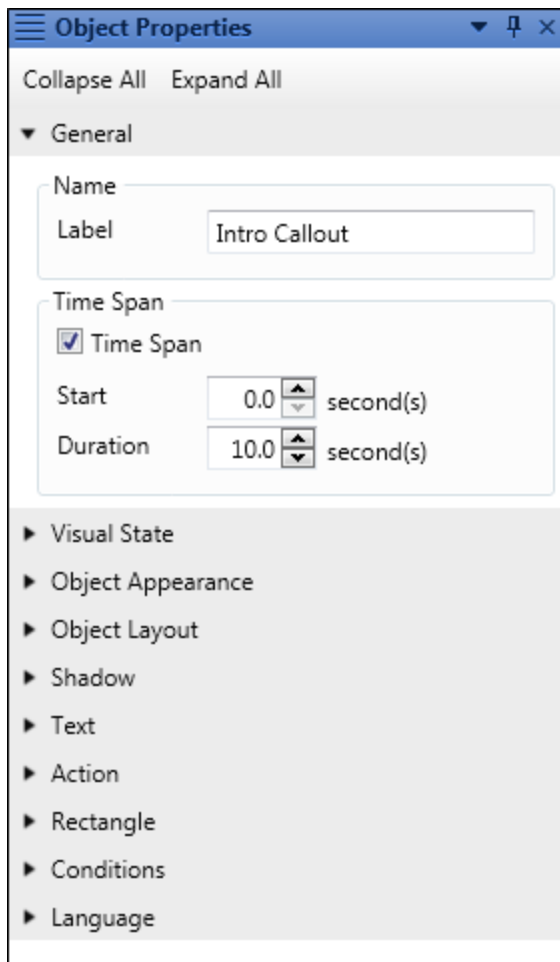 Object Properties
Collapse All Expand All
General
Name
Label Intro Callout
Time Span
Time Span
Start 0.0 second(s)
Duration 10.0 second(s)
Visual State
Object Appearance
Object Layout
Shadow
Text
Action
Rectangle
Conditions
Language